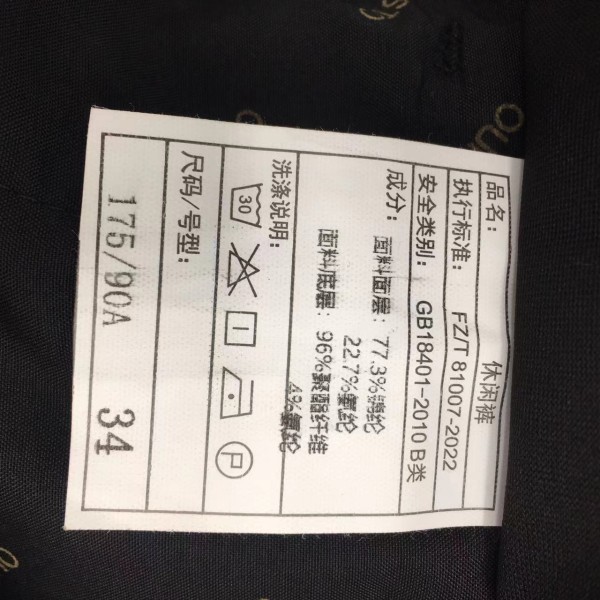 品名： 休闲裤
执行标准： FZ/T 81007-2022
安全类别： GB18401-2010 B类
成分： 面料面层：77.3%锦纶
22.7%氨纶
面料底层：96%聚酯纤维
4%氨纶
洗涤说明：
30
P
尺码/号型：
175/90A 34